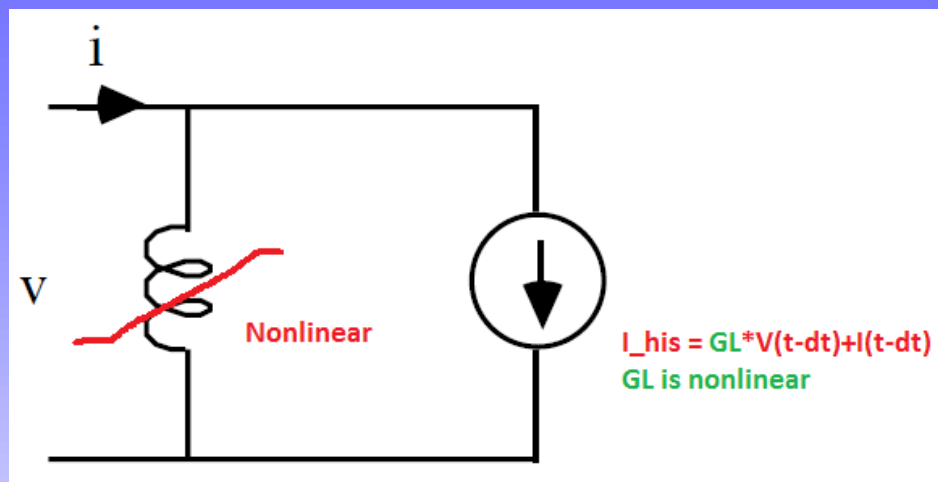 i
v
Nonlinear
I_his = GL*V(t-dt)+I(t-dt)
GL is nonlinear